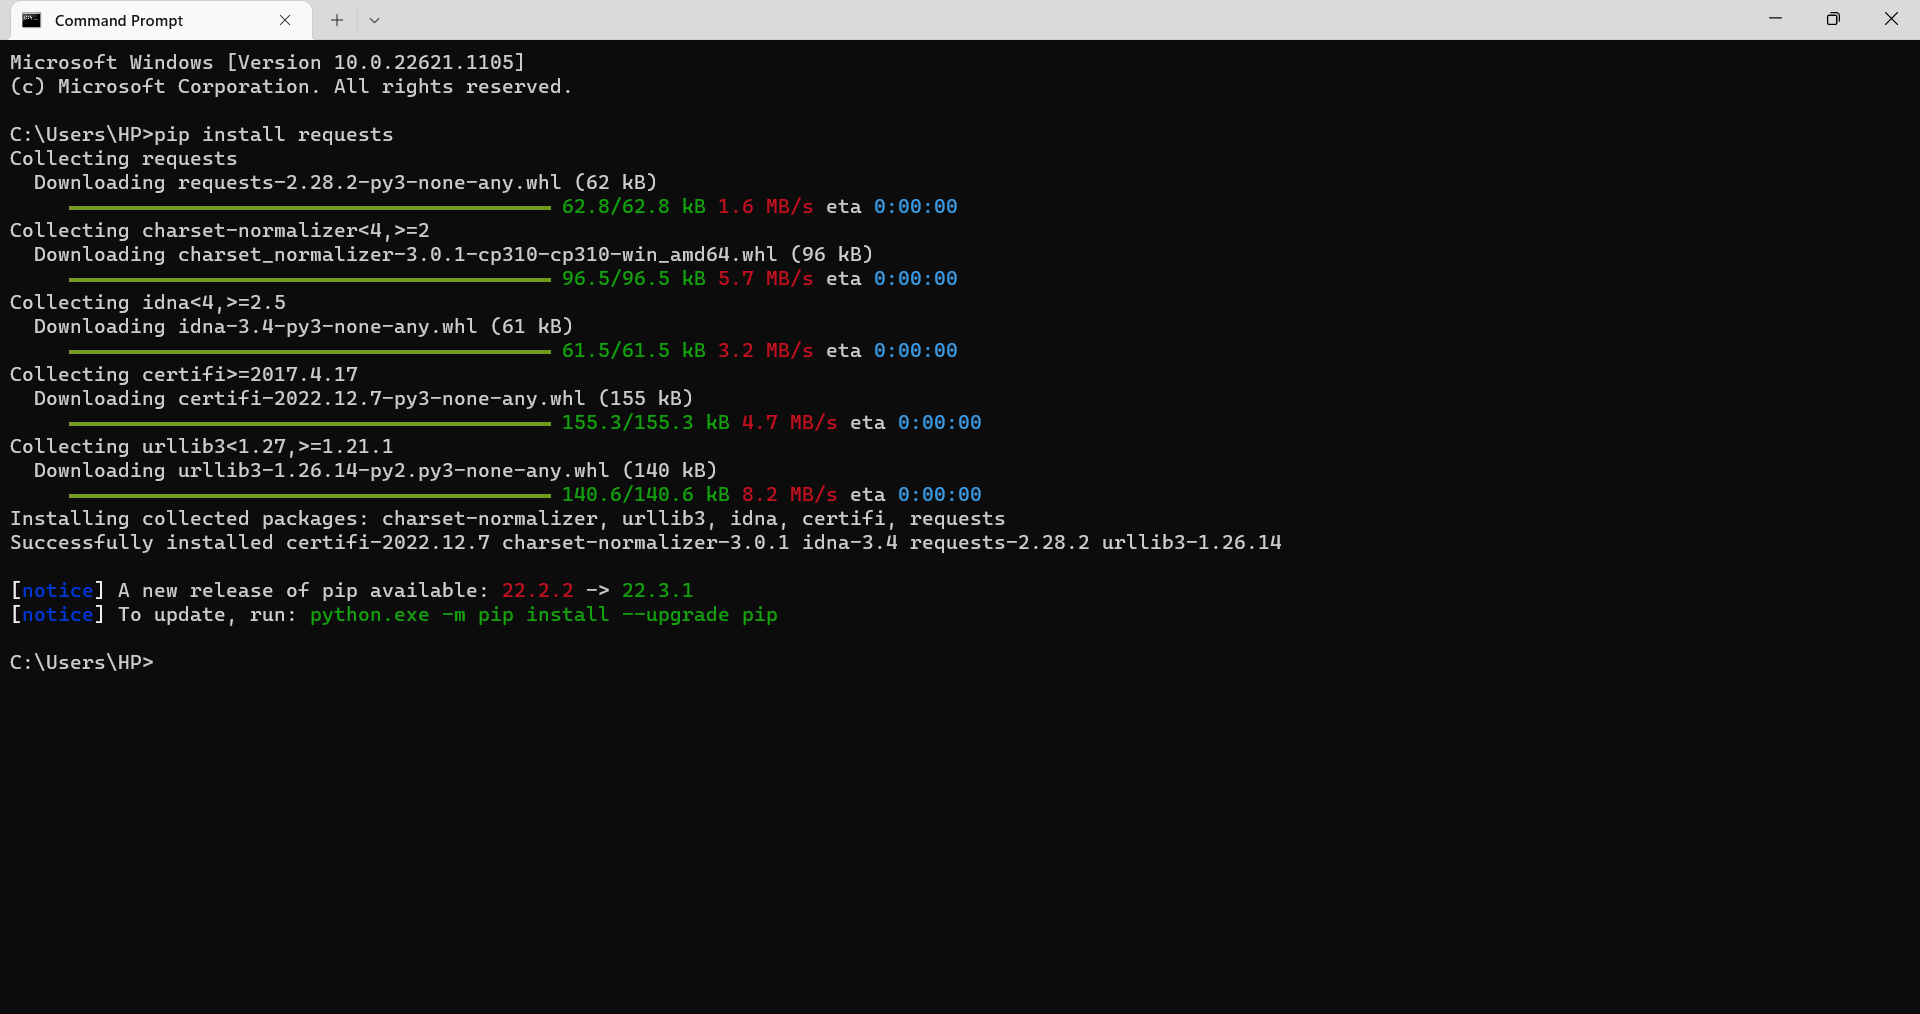 Command Prompt
Microsoft Windows [Version 10.0.22621.1105]
(c) Microsoft Corporation. All rights reserved.
C:\Users\HP>pip install requests
Collecting requests
Downloading requests-2.28.2-py3-none-any.whl (62 kB)
62.8/62.8 kB 1.6 MB/s eta 0:00:00
Collecting charset-normalizer<4,>=2
Downloading charset_normalizer-3.0.1-cp310-cp310-win_amd64.whl (96 kB)
96.5/96.5 kB 5.7 MB/s eta 0:00:00
Collecting idna<4,>=2.5
Downloading idna-3.4-py3-none-any.whl (61 kB)
61.5/61.5 kB 3.2 MB/s eta 0:00:00
Collecting certifi>=2017.4.17
Downloading certifi-2022.12.7-py3-none-any.whl (155 kB)
155.3/155.3 kB 4.7 MB/s eta 0:00:00
Collecting urllib3<1.27,>=1.21.1
Downloading urllib3-1.26.14-py2.py3-none-any.whl (140 kB)
140.6/140.6 kB 8.2 MB/s eta 0:00:00
Installing collected packages: charset-normalizer, urllib3, idna, certifi, requests
Successfully installed certifi-2022.12.7 charset-normalizer-3.0.1 idna-3.4 requests-2.28.2 urllib3-1.26.14
[notice] A new release of pip available: 22.2.2 -> 22.3.1
[notice] To update, run: python.exe -m pip install --upgrade pip
C:\Users\HP>